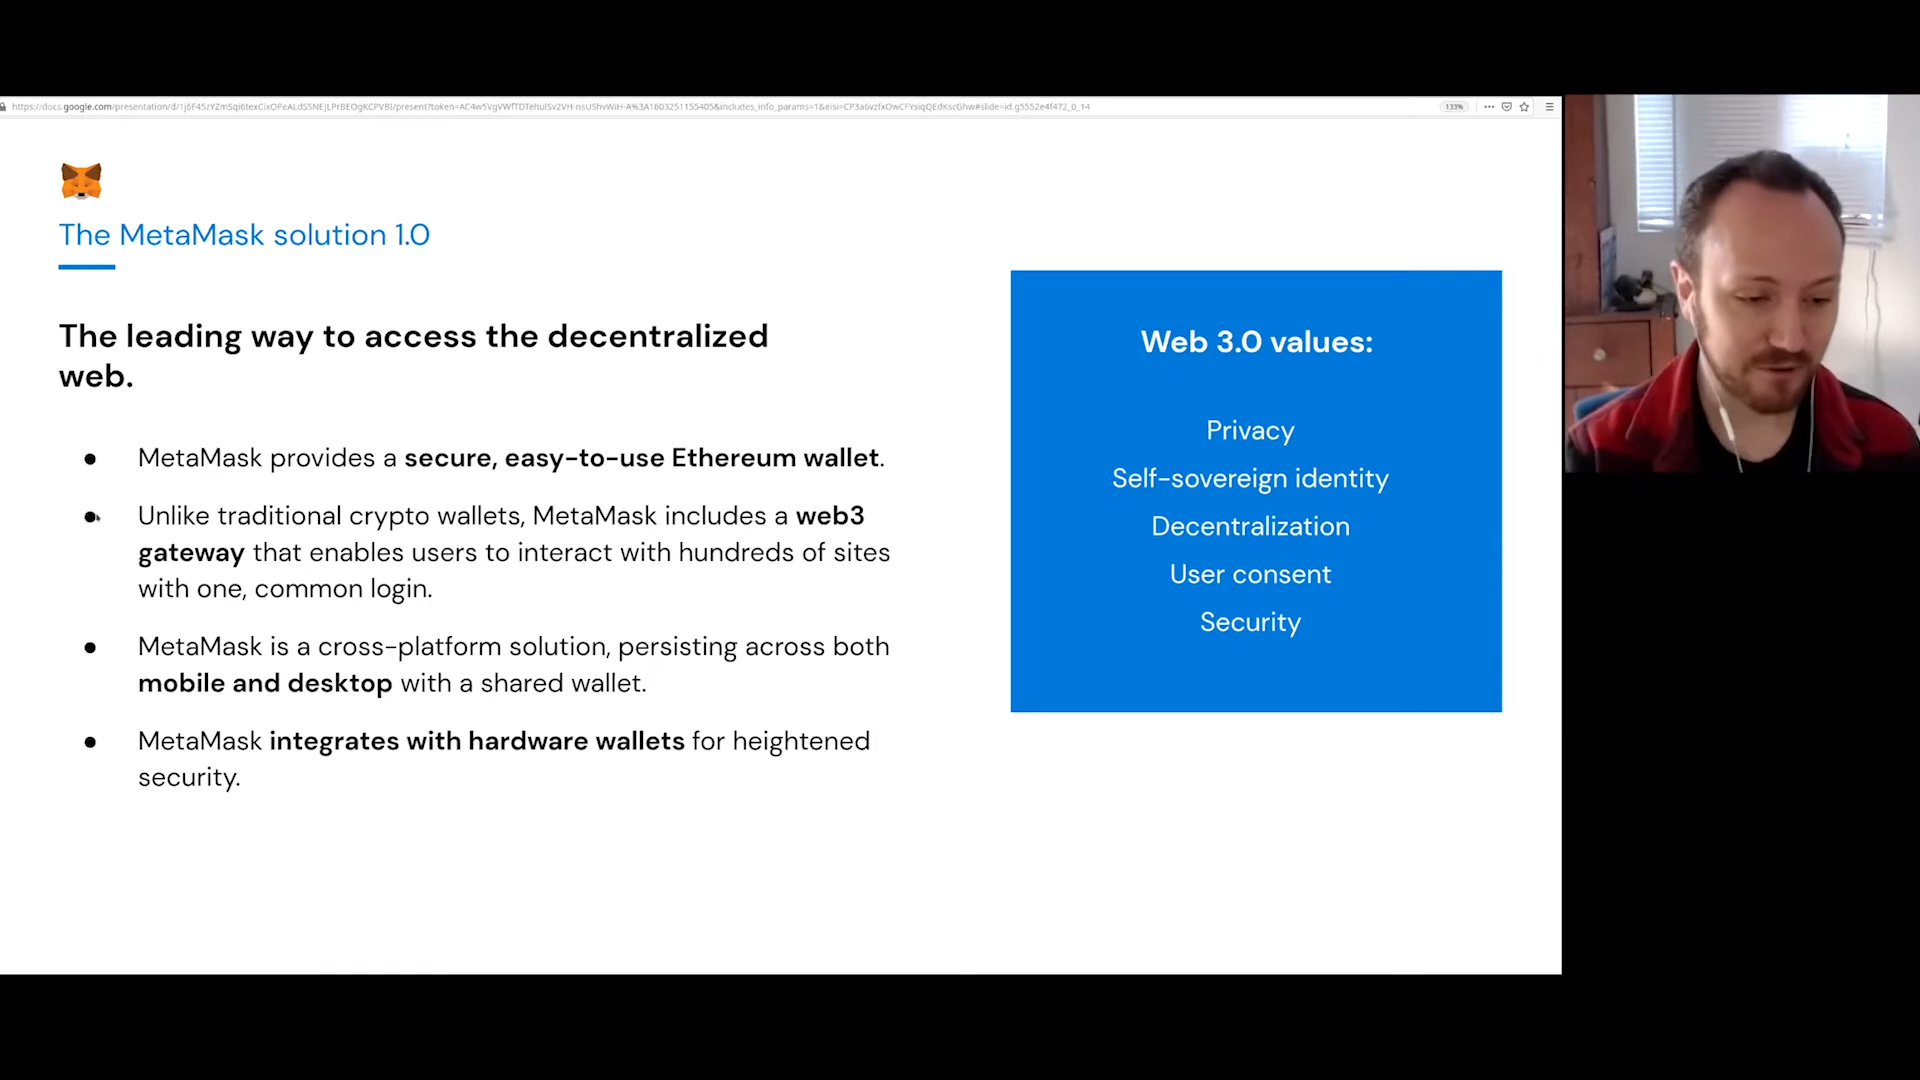 133%
The MetaMask solution 1.0
The leading way to access the decentralized
web.
● MetaMask provides a secure, easy-to-use Ethereum wallet.
● Unlike traditional crypto wallets, MetaMask includes a web3
gateway that enables users to interact with hundreds of sites
with one, common login.
● MetaMask is a cross-platform solution, persisting across both
mobile and desktop with a shared wallet.
● MetaMask integrates with hardware wallets for heightened
security.
Web 3.0 values:
Privacy
Self-sovereign identity
Decentralization
User consent
Security